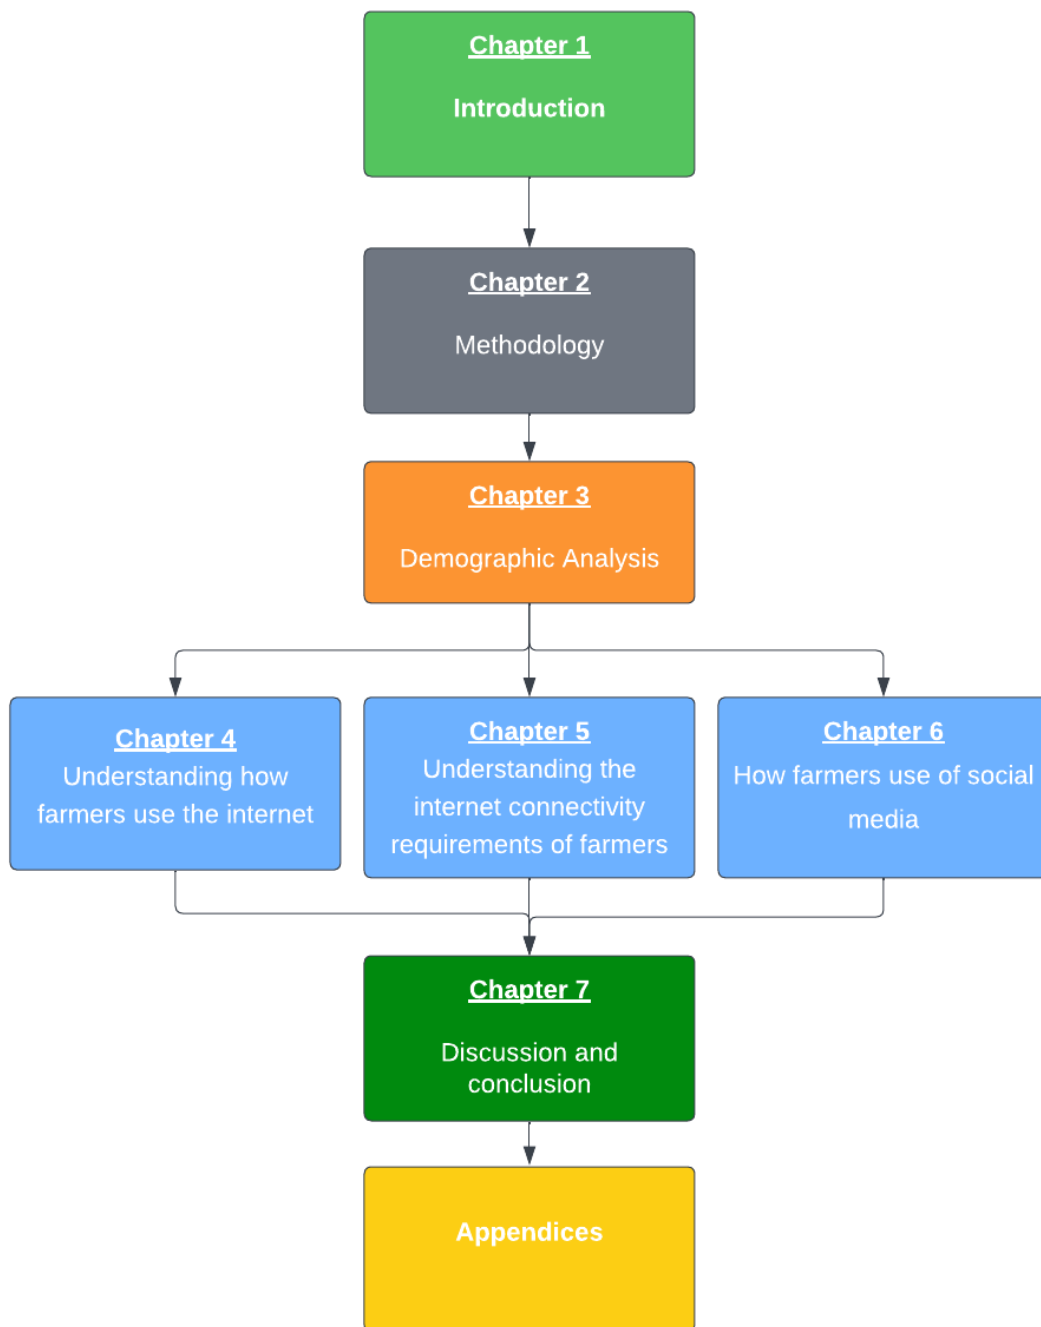 Chapter 1
Introduction
Chapter 2
Methodology
Chapter 3
Demographic Analysis
Chapter 4
Understanding how
farmers use the internet
Chapter 5
Understanding the
internet connectivity
requirements of farmers
Chapter 6
How farmers use of social
media
Chapter 7
Discussion and
conclusion
Appendices